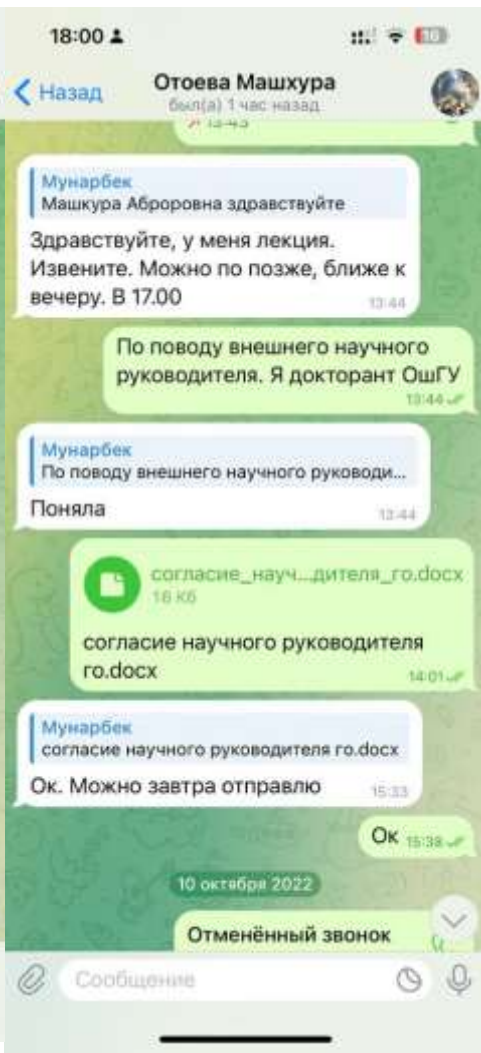 18:00
Назад
Отоева Машхура
был(а) 1 час назад
13:43
Мунарбек
Машкура Аброровна здравствуйте
Здравствуйте, у меня лекция.
Извените. Можно по позже, ближе к
вечеру. В 17.00
13:44
По поводу внешнего научного
руководителя. Я докторант ОшГУ
13:44
Мунарбек
По поводу внешнего научного руководи...
Поняла
13:44
согласие_науч...дителя_го.docx
16 Кб
согласие научного руководителя
го.docx
14:01
Мунарбек
согласие научного руководителя го.docx
Ок. Можно завтра отправлю
15:33
Ок 15:38
10 октября 2022
Отменённый звонок
Сообщение